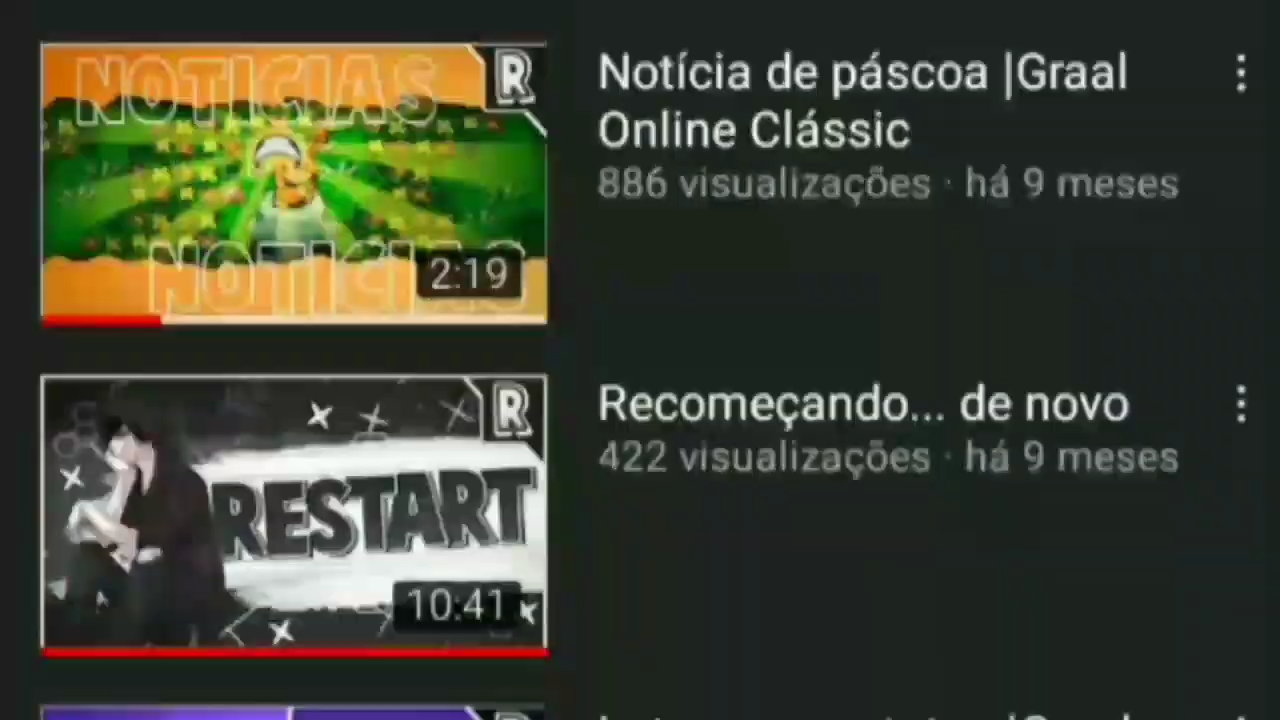 NOTICIAS
R
NOTICIAS
2:19
Notícia de páscoa |Graal
Online Clássic
886 visualizações · há 9 meses
R
RESTART
10:41
Recomeçando... de novo
422 visualizações · há 9 meses